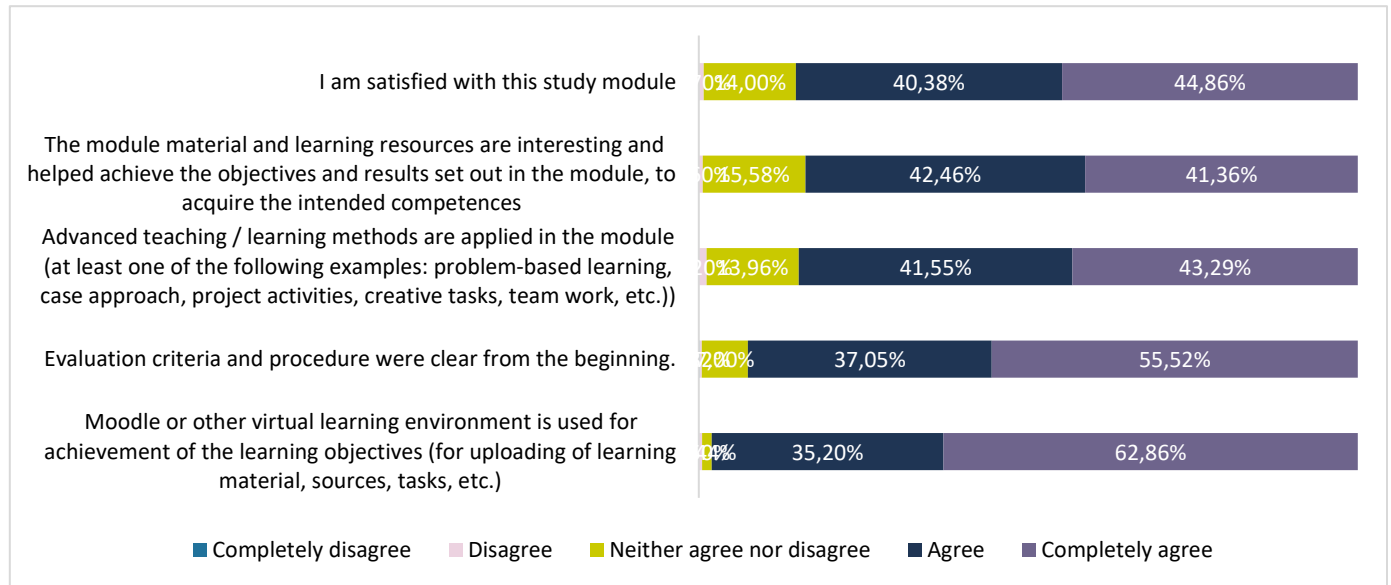 I am satisfied with this study module
14,00% 40,38% 44,86%
The module material and learning resources are interesting and
helped achieve the objectives and results set out in the module, to
acquire the intended competences
15,58% 42,46% 41,36%
Advanced teaching / learning methods are applied in the module
(at least one of the following examples: problem-based learning,
case approach, project activities, creative tasks, team work, etc.))
13,96% 41,55% 43,29%
Evaluation criteria and procedure were clear from the beginning.
37,05% 55,52%
Moodle or other virtual learning environment is used for
achievement of the learning objectives (for uploading of learning
material, sources, tasks, etc.)
35,20% 62,86%
Completely disagree Disagree Neither agree nor disagree Agree Completely agree